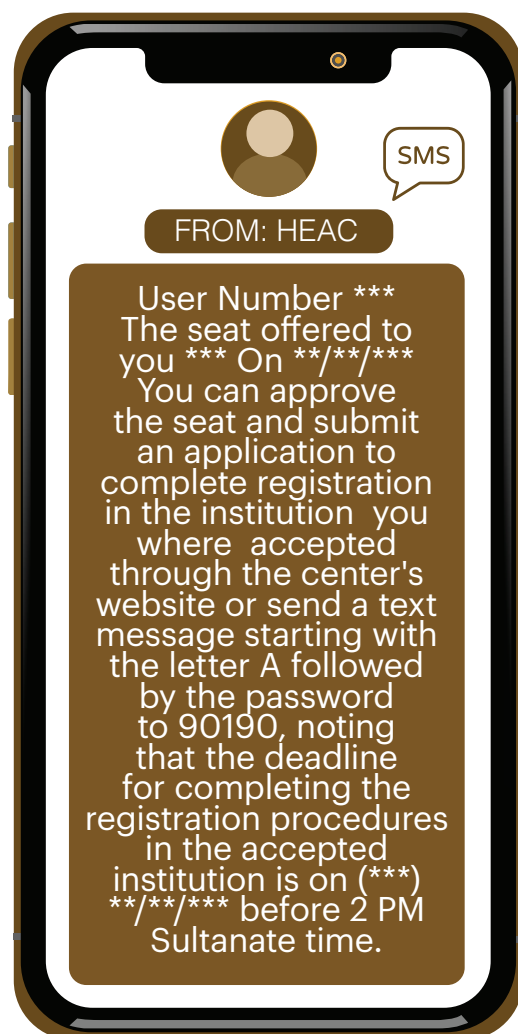 SMS
FROM: HEAC
User Number ***
The seat offered to
you *** On **/**/***
You can approve
the seat and submit
an application to
complete registration
in the institution  you
where  accepted
through the center's
website or send a text
message starting with
the letter A followed
by the password
to 90190, noting
that the deadline
for completing the
registration procedures
in the accepted
institution is on (***)
**/**/*** before 2 PM
Sultanate time.